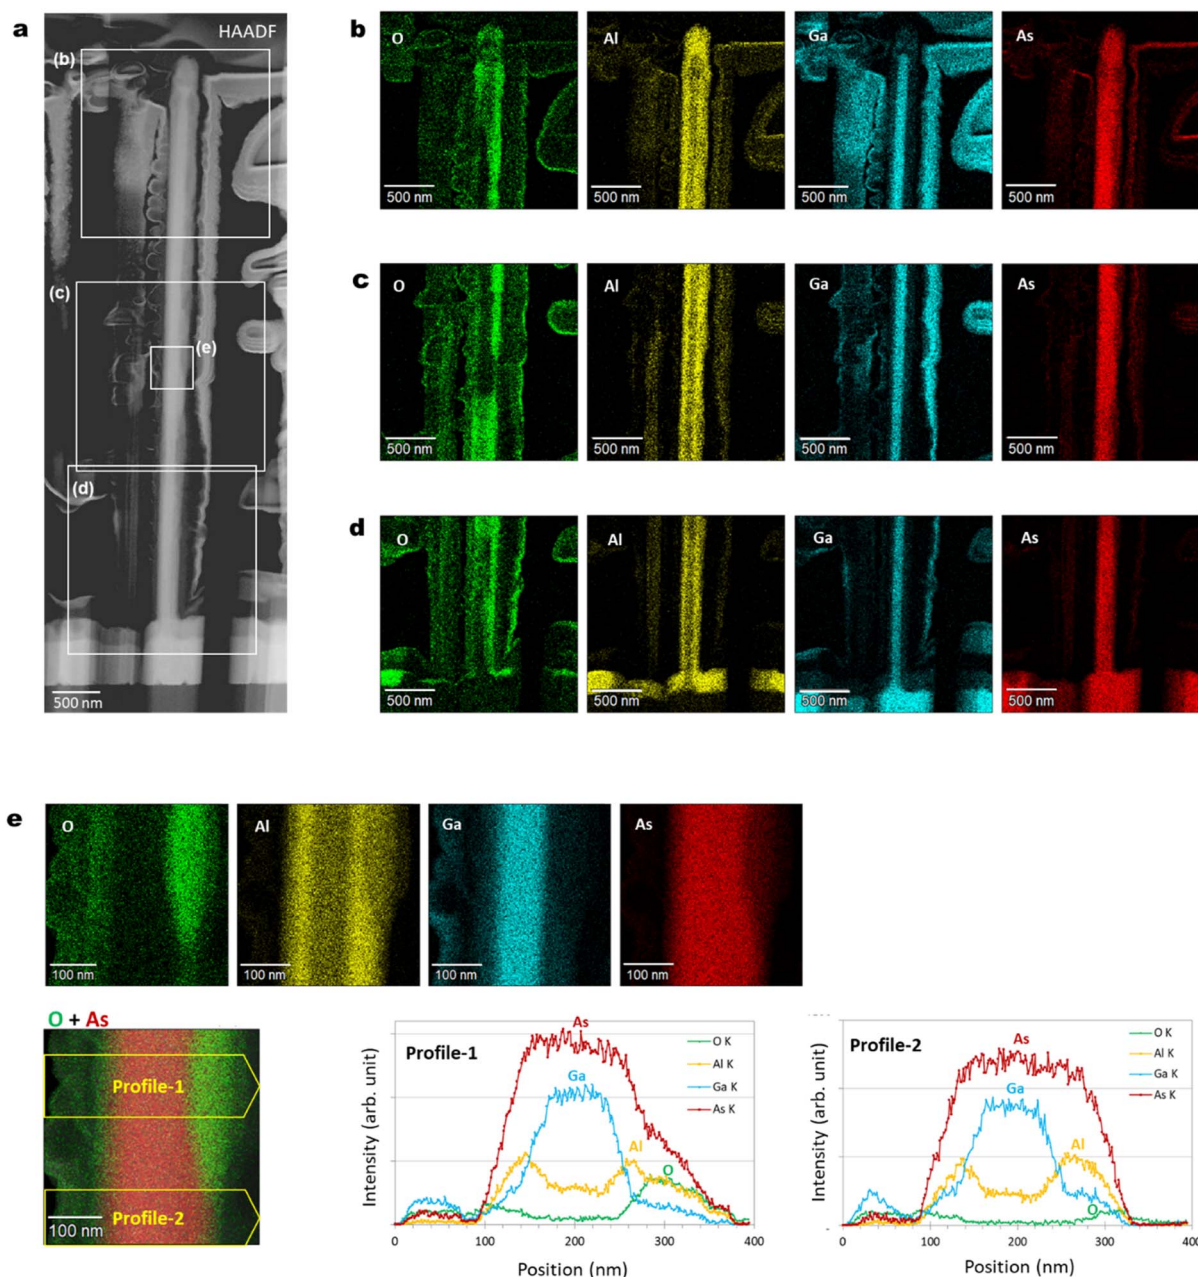 a
HAADF
(b)
(c)
(e)
(d)
500 nm
b
O
500 nm
Al
500 nm
Ga
500 nm
As
500 nm
c
O
500 nm
Al
500 nm
Ga
500 nm
As
500 nm
d
O
500 nm
Al
500 nm
Ga
500 nm
As
500 nm
e
O
100 nm
Al
100 nm
Ga
100 nm
As
100 nm
O + As
Profile-1
Profile-2
100 nm
Intensity (arb. unit)
Profile-1
As
Ga
Al
O
O K
Al K
Ga K
As K
0 100 200 300 400
Position (nm)
Intensity (arb. unit)
Profile-2
As
Ga
Al
O
O K
Al K
Ga K
As K
0 100 200 300 400
Position (nm)